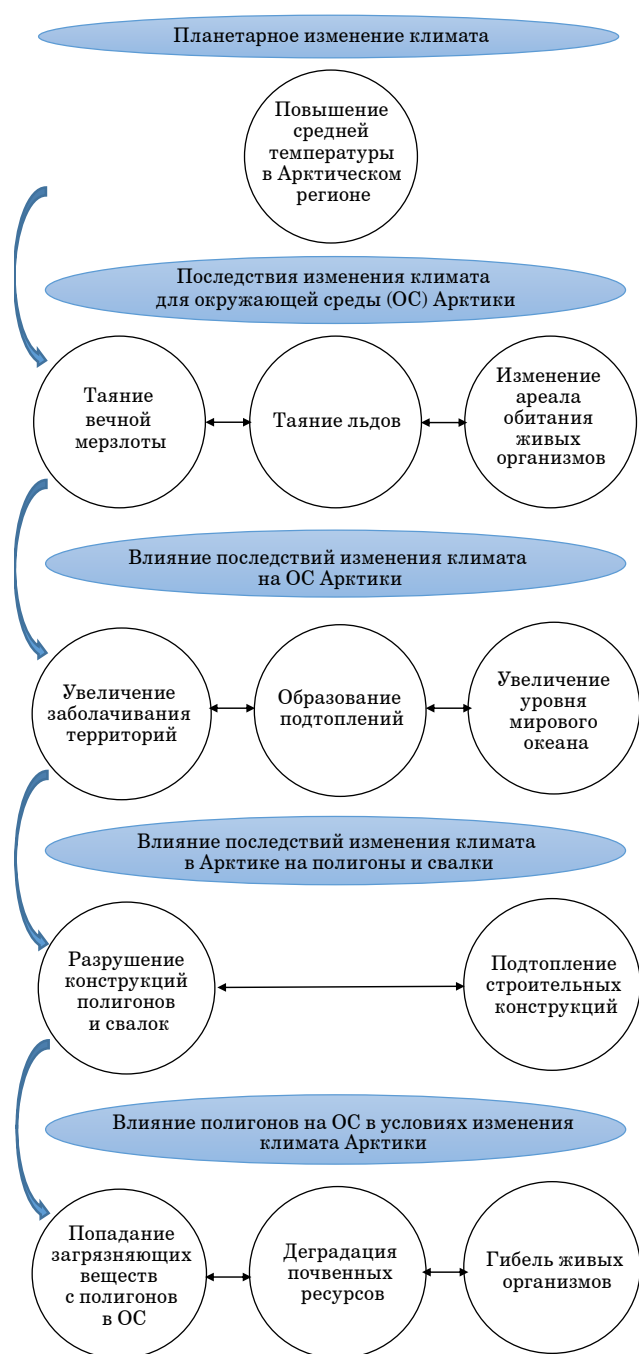 Планетарное изменение климата
Повышение
средней
температуры
в Арктическом
регионе
Последствия изменения климата
для окружающей среды (ОС) Арктики
Таяние
вечной
мерзлоты
Таяние льдов
Изменение
ареала
обитания
живых
организмов
Влияние последствий изменения климата
на ОС Арктики
Увеличение
заболачивания
территорий
Образование
подтоплений
Увеличение
уровня
мирового
океана
Влияние последствий изменения климата
в Арктике на полигоны и свалки
Разрушение
конструкций
полигонов
и свалок
Подтопление
строительных
конструкций
Влияние полигонов на ОС в условиях изменения
климата Арктики
Попадание
загрязняющих
веществ
с полигонов
в ОС
Деградация
почвенных
ресурсов
Гибель живых
организмов